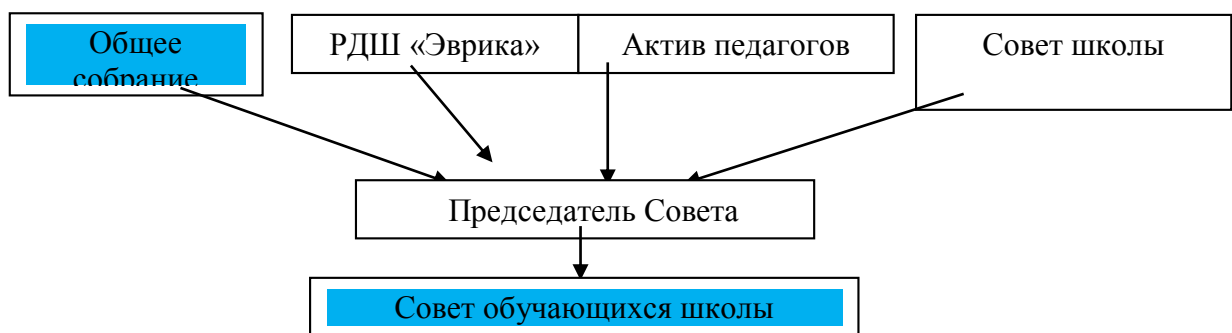 Общее
собрание
РДШ «Эврика»
Актив педагогов
Совет школы
Председатель Совета
Совет обучающихся школы